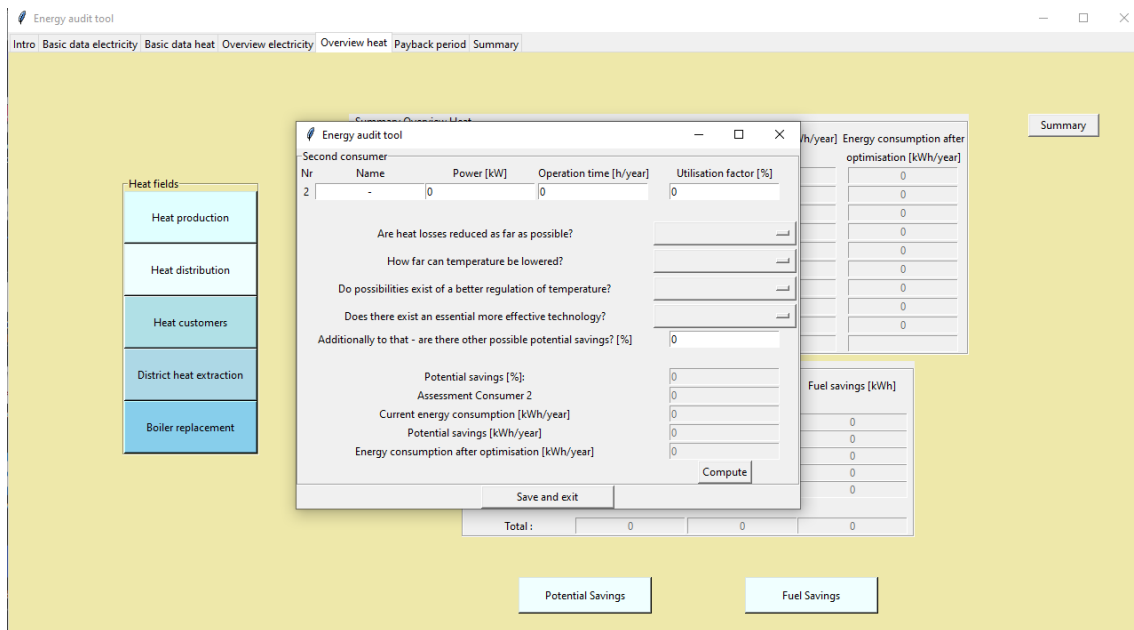 Energy audit tool
Intro Basic data electricity Basic data heat Overview electricity Overview heat Payback period Summary
Summary
Heat fields
Heat production
Heat distribution
Heat customers
District heat extraction
Boiler replacement
Summary Overview Heat
h/year] Energy consumption after
optimisation [kWh/year]
0
0
0
0
0
0
0
0
0
Energy audit tool
Second consumer
Nr Name Power [kW] Operation time [h/year] Utilisation factor [%]
2 - 0 0 0
Are heat losses reduced as far as possible?
How far can temperature be lowered?
Do possibilities exist of a better regulation of temperature?
Does there exist an essential more effective technology?
Additionally to that - are there other possible potential savings? [%] 0
Potential savings [%]: 0
Assessment Consumer 2 0
Current energy consumption [kWh/year] 0
Potential savings [kWh/year] 0
Energy consumption after optimisation [kWh/year] 0
Compute
Save and exit
Fuel savings [kWh]
0
0
0
0
0
Total : 0 0 0
Potential Savings
Fuel Savings